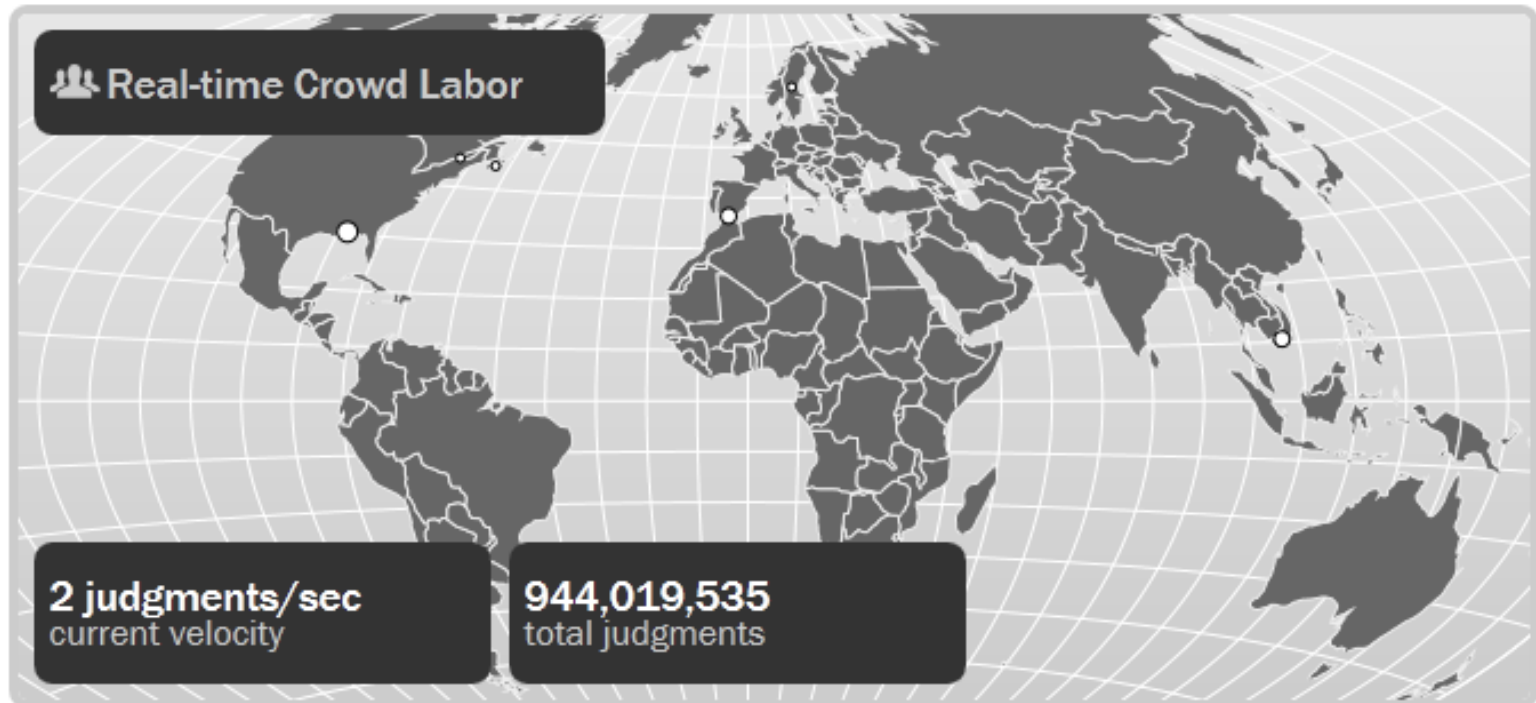 Real-time Crowd Labor
2 judgments/sec
current velocity
944,019,535
total judgments